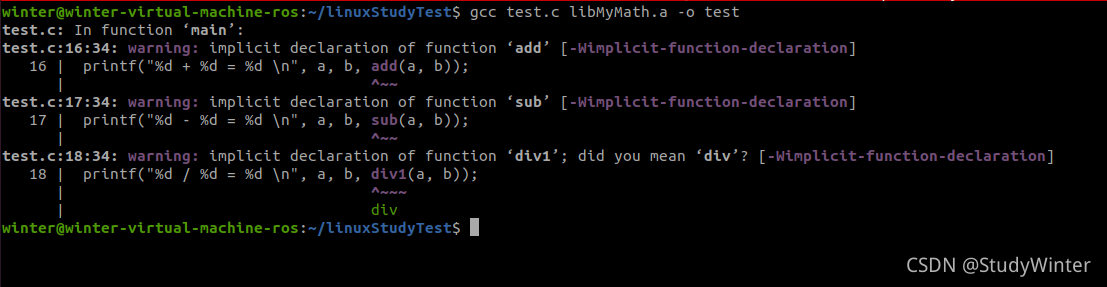 winter@winter-virtual-machine-ros:~/linuxStudyTest$ gcc test.c libMyMath.a -o test
test.c: In function ‘main’:
test.c:16:34: warning: implicit declaration of function ‘add’ [-Wimplicit-function-declaration]
   16 |  printf("%d + %d = %d \n", a, b, add(a, b));
      |                                  ^~~
test.c:17:34: warning: implicit declaration of function ‘sub’ [-Wimplicit-function-declaration]
   17 |  printf("%d - %d = %d \n", a, b, sub(a, b));
      |                                  ^~~
test.c:18:34: warning: implicit declaration of function ‘div1’; did you mean ‘div’? [-Wimplicit-function-declaration]
   18 |  printf("%d / %d = %d \n", a, b, div1(a, b));
      |                                  ^~~~
      |                                  div
winter@winter-virtual-machine-ros:~/linuxStudyTest$
CSDN @StudyWinter